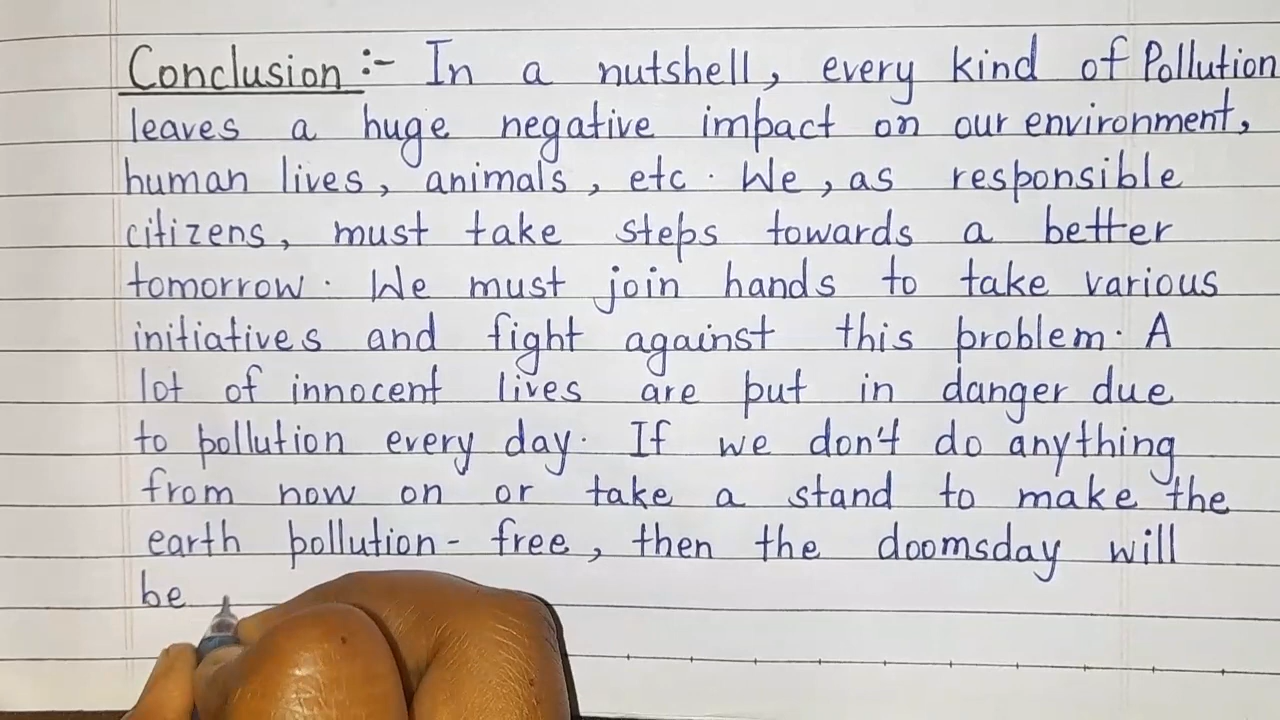 Conclusion :- In a nutshell, every kind of Pollution
leaves a huge negative impact on our environment,
human lives, animals, etc. We, as responsible
citizens, must take steps towards a better
tomorrow. We must join hands to take various
initiatives and fight against this problem. A
lot of innocent lives are put in danger due
to pollution every day. If we don't do anything
from now on or take a stand to make the
earth pollution- free, then the doomsday will
be